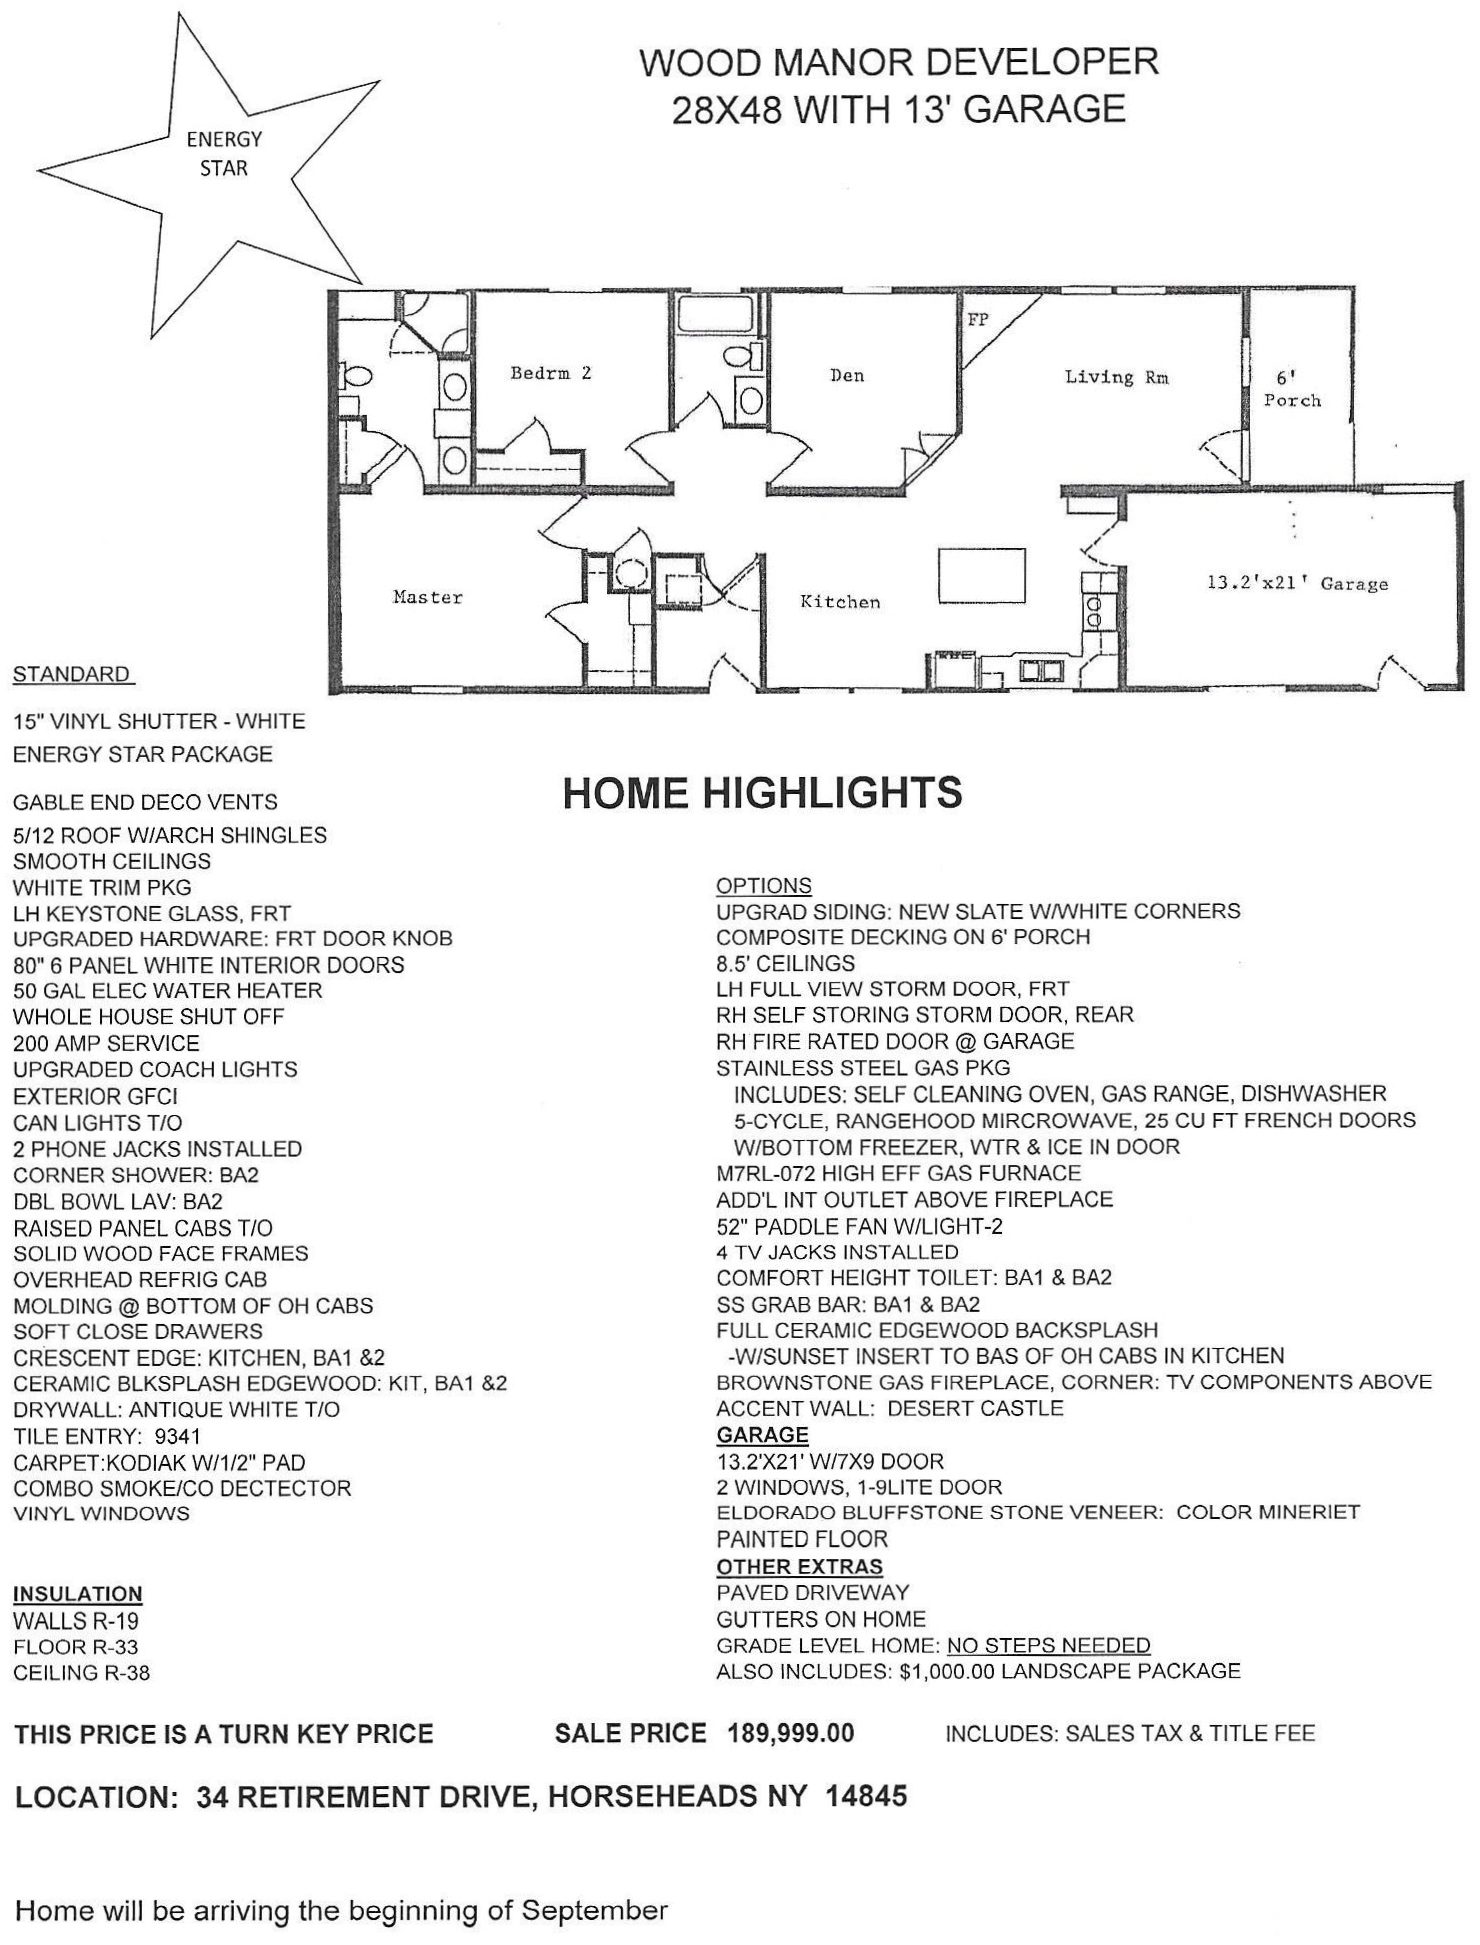 WOOD MANOR DEVELOPER
28X48 WITH 13' GARAGE
ENERGY
STAR
FP
Bedrm 2
Den
Living Rm
6'
Porch
Master
Kitchen
13.2'x21' Garage
STANDARD
15" VINYL SHUTTER - WHITE
ENERGY STAR PACKAGE
GABLE END DECO VENTS
5/12 ROOF W/ARCH SHINGLES
SMOOTH CEILINGS
WHITE TRIM PKG
LH KEYSTONE GLASS, FRT
UPGRADED HARDWARE: FRT DOOR KNOB
80" 6 PANEL WHITE INTERIOR DOORS
50 GAL ELEC WATER HEATER
WHOLE HOUSE SHUT OFF
200 AMP SERVICE
UPGRADED COACH LIGHTS
EXTERIOR GFCI
CAN LIGHTS T/O
2 PHONE JACKS INSTALLED
CORNER SHOWER: BA2
DBL BOWL LAV: BA2
RAISED PANEL CABS T/O
SOLID WOOD FACE FRAMES
OVERHEAD REFRIG CAB
MOLDING @ BOTTOM OF OH CABS
SOFT CLOSE DRAWERS
CRESCENT EDGE: KITCHEN, BA1 &2
CERAMIC BLKSPLASH EDGEWOOD: KIT, BA1 &2
DRYWALL: ANTIQUE WHITE T/O
TILE ENTRY: 9341
CARPET:KODIAK W/1/2" PAD
COMBO SMOKE/CO DECTECTOR
VINYL WINDOWS
INSULATION
WALLS R-19
FLOOR R-33
CEILING R-38
HOME HIGHLIGHTS
OPTIONS
UPGRAD SIDING: NEW SLATE W/WHITE CORNERS
COMPOSITE DECKING ON 6' PORCH
8.5' CEILINGS
LH FULL VIEW STORM DOOR, FRT
RH SELF STORING STORM DOOR, REAR
RH FIRE RATED DOOR @ GARAGE
STAINLESS STEEL GAS PKG
INCLUDES: SELF CLEANING OVEN, GAS RANGE, DISHWASHER
5-CYCLE, RANGEHOOD MIRCROWAVE, 25 CU FT FRENCH DOORS
W/BOTTOM FREEZER, WTR & ICE IN DOOR
M7RL-072 HIGH EFF GAS FURNACE
ADD'L INT OUTLET ABOVE FIREPLACE
52" PADDLE FAN W/LIGHT-2
4 TV JACKS INSTALLED
COMFORT HEIGHT TOILET: BA1 & BA2
SS GRAB BAR: BA1 & BA2
FULL CERAMIC EDGEWOOD BACKSPLASH
-W/SUNSET INSERT TO BAS OF OH CABS IN KITCHEN
BROWNSTONE GAS FIREPLACE, CORNER: TV COMPONENTS ABOVE
ACCENT WALL: DESERT CASTLE
GARAGE
13.2'X21' W/7X9 DOOR
2 WINDOWS, 1-9LITE DOOR
ELDORADO BLUFFSTONE STONE VENEER: COLOR MINERIET
PAINTED FLOOR
OTHER EXTRAS
PAVED DRIVEWAY
GUTTERS ON HOME
GRADE LEVEL HOME: NO STEPS NEEDED
ALSO INCLUDES: $1,000.00 LANDSCAPE PACKAGE
THIS PRICE IS A TURN KEY PRICE SALE PRICE 189,999.00 INCLUDES: SALES TAX & TITLE FEE
LOCATION: 34 RETIREMENT DRIVE, HORSEHEADS NY 14845
Home will be arriving the beginning of September